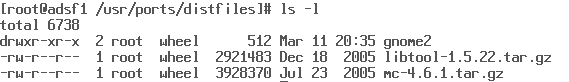 [root@adsf1 /usr/ports/distfiles]# ls -l
total 6738
drwxr-xr-x  2 root  wheel      512 Mar 11 20:35 gnome2
-rw-r--r--  1 root  wheel  2921483 Dec 18  2005 libtool-1.5.22.tar.gz
-rw-r--r--  1 root  wheel  3928370 Jul 23  2005 mc-4.6.1.tar.gz